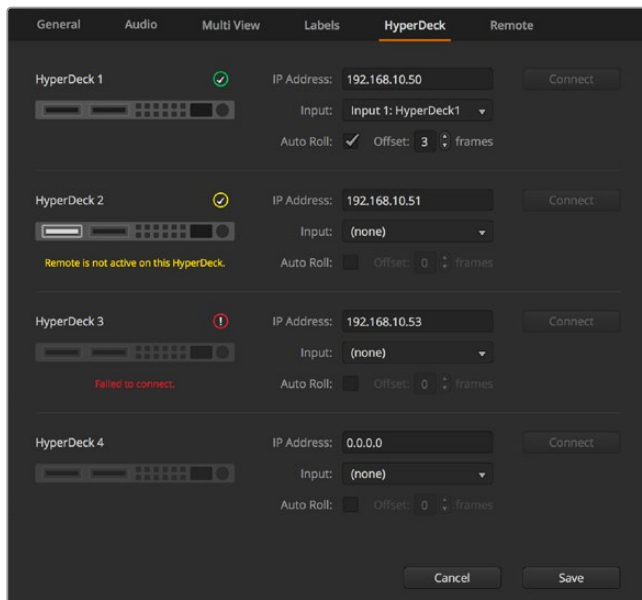 General Audio Multi View Labels HyperDeck Remote
HyperDeck 1 IP Address: 192.168.10.50 Connect
Input: Input 1: HyperDeck1
Auto Roll: Offset: 3 frames
HyperDeck 2 IP Address: 192.168.10.51 Connect
Input: (none)
Remote is not active on this HyperDeck. Auto Roll: Offset: 0 frames
HyperDeck 3 IP Address: 192.168.10.53 Connect
Input: (none)
Failed to connect. Auto Roll: Offset: 0 frames
HyperDeck 4 IP Address: 0.0.0.0 Connect
Input: (none)
Auto Roll: Offset: 0 frames
Cancel Save